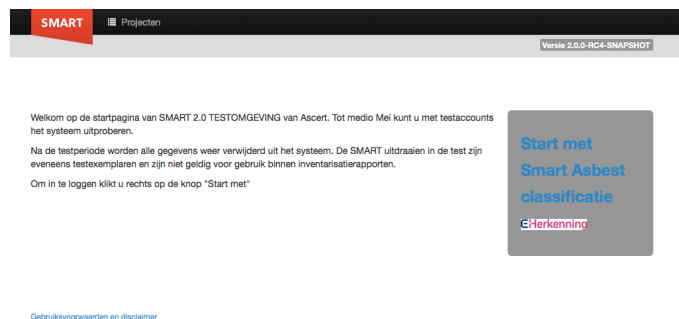 SMART
Projecten
Versie 2.0.0-RC4-SNAPSHOT
Welkom op de startpagina van SMART 2.0 TESTOMGEVING van Ascert. Tot medio Mei kunt u met testaccounts
het systeem uitproberen.
Na de testperiode worden alle gegevens weer verwijderd uit het systeem. De SMART uitdraaien in de test zijn
eveneens testexemplaren en zijn niet geldig voor gebruik binnen inventarisatierapporten.
Om in te loggen klikt u rechts op de knop "Start met"
Start met
Smart Asbest
classificatie
eHerkenning
Gebruiksvoorwaarden en disclaimer